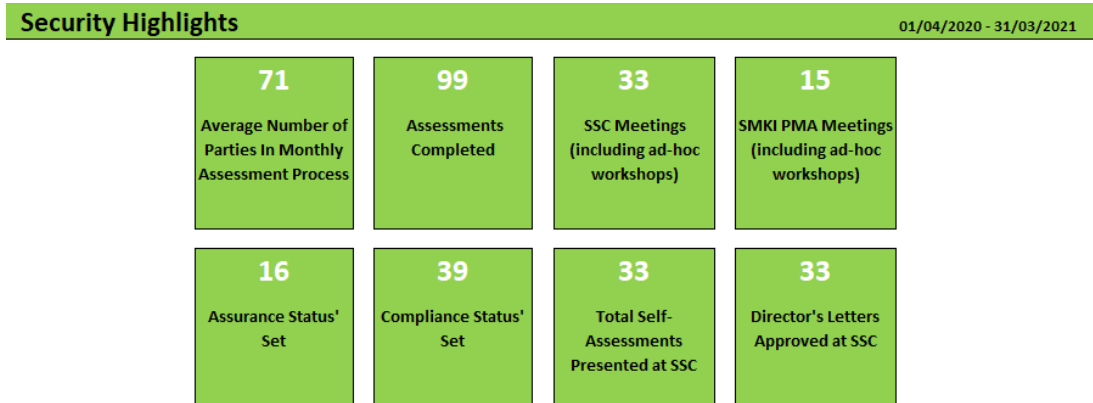 Security Highlights
01/04/2020 - 31/03/2021
71
Average Number of
Parties In Monthly
Assessment Process
99
Assessments
Completed
33
SSC Meetings
(including ad-hoc
workshops)
15
SMKI PMA Meetings
(including ad-hoc
workshops)
16
Assurance Status'
Set
39
Compliance Status'
Set
33
Total Self-
Assessments
Presented at SSC
33
Director's Letters
Approved at SSC